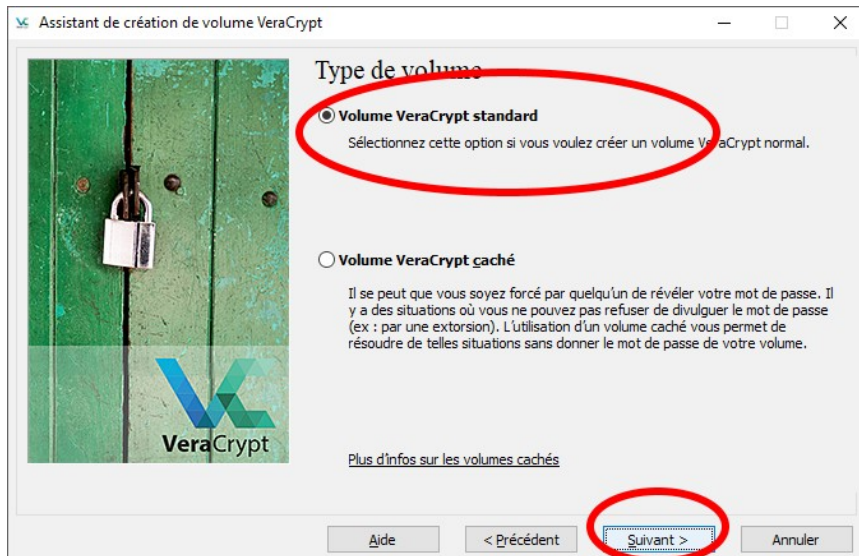 Assistant de création de volume VeraCrypt
Type de volume
Volume VeraCrypt standard
Sélectionnez cette option si vous voulez créer un volume VeraCrypt normal.
Volume VeraCrypt caché
Il se peut que vous soyez forcé par quelqu'un de révéler votre mot de passe. Il
y a des situations où vous ne pouvez pas refuser de divulguer le mot de passe
(ex : par une extorsion). L'utilisation d'un volume caché vous permet de
résoudre de telles situations sans donner le mot de passe de votre volume.
VeraCrypt
Plus d'infos sur les volumes cachés
Aide
< Précédent
Suivant >
Annuler